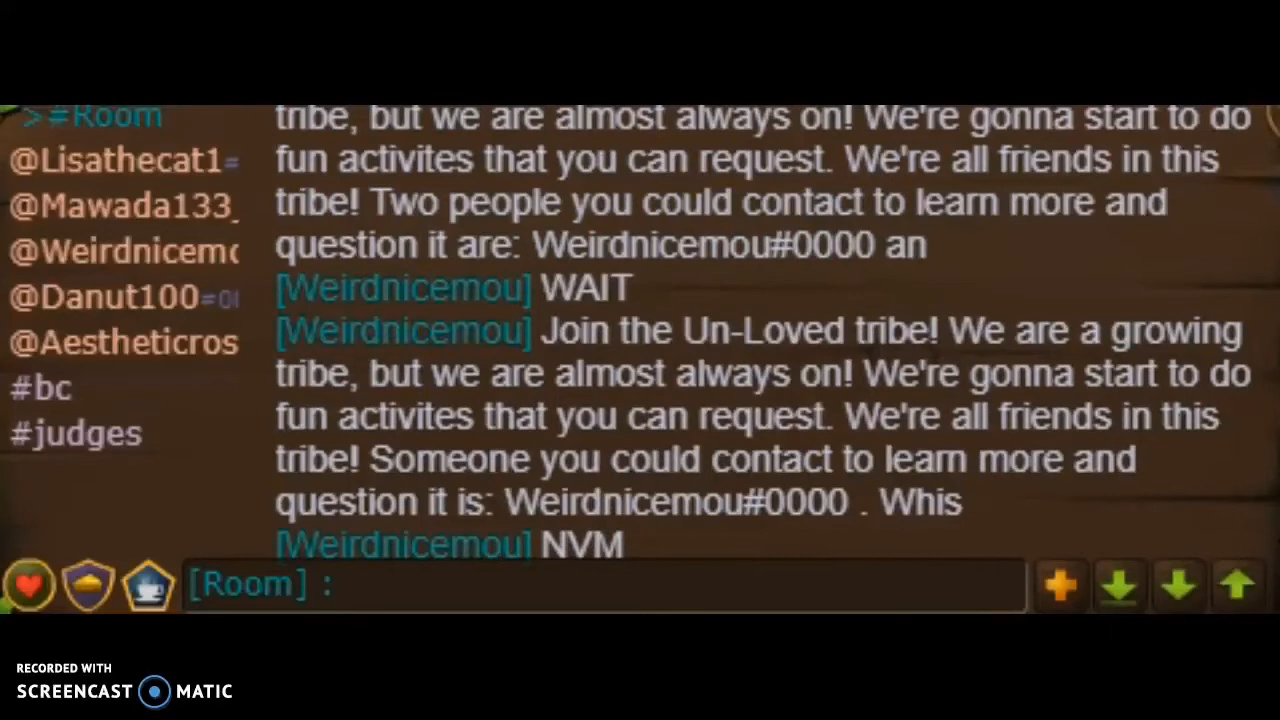 > #Room
@Lisathecat1=
@Mawada133_
@Weirdnicemo
@Danut100=0
@Aestheticros
#bc
#judges
tribe, but we are almost always on! We're gonna start to do
fun activites that you can request. We're all friends in this
tribe! Two people you could contact to learn more and
question it are: Weirdnicemou#0000 an
[Weirdnicemou] WAIT
[Weirdnicemou] Join the Un-Loved tribe! We are a growing
tribe, but we are almost always on! We're gonna start to do
fun activites that you can request. We're all friends in this
tribe! Someone you could contact to learn more and
question it is: Weirdnicemou#0000 . Whis
[Weirdnicemou] NVM
[Room] :
RECORDED WITH
SCREENCAST MATIC